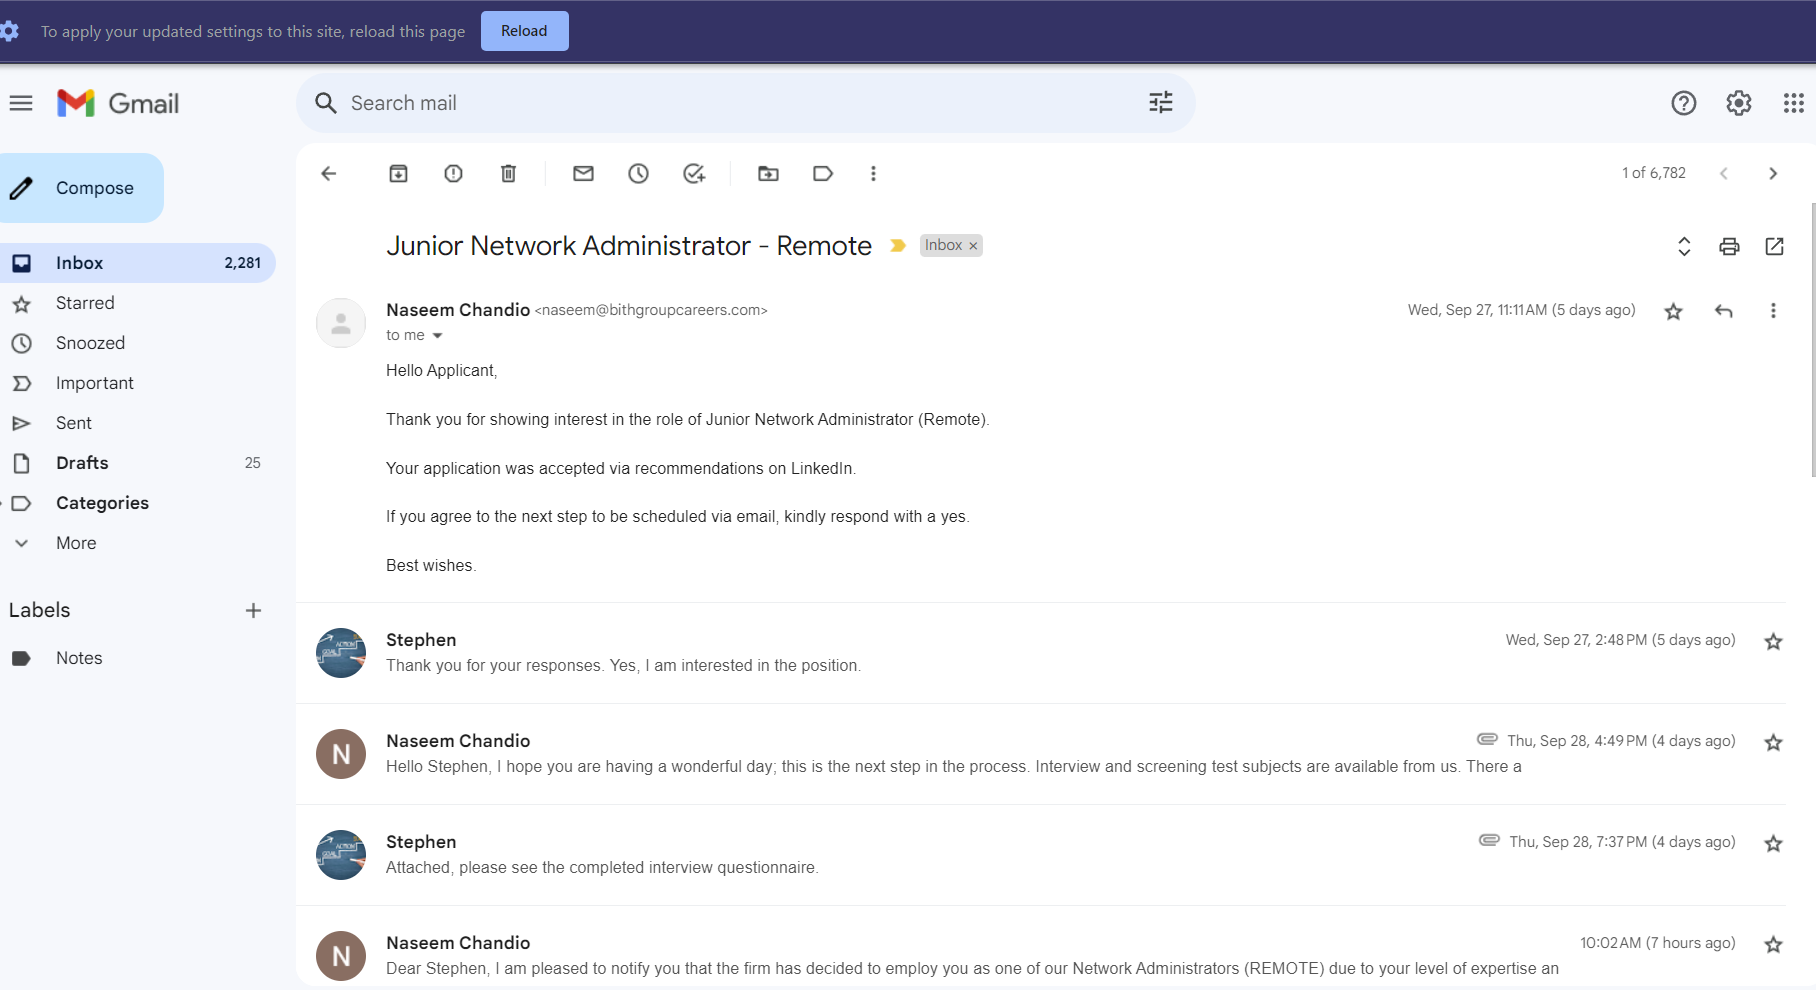 To apply your updated settings to this site, reload this page Reload
Gmail
Search mail
Compose
1 of 6,782
Junior Network Administrator - Remote Inbox ×
Inbox 2,281
Starred
Snoozed
Important
Sent
Drafts 25
Categories
More
Labels +
Notes
Naseem Chandio <naseem@bithgroupcareers.com> Wed, Sep 27, 11:11 AM (5 days ago)
to me
Hello Applicant,
Thank you for showing interest in the role of Junior Network Administrator (Remote).
Your application was accepted via recommendations on LinkedIn.
If you agree to the next step to be scheduled via email, kindly respond with a yes.
Best wishes.
Stephen Wed, Sep 27, 2:48 PM (5 days ago)
Thank you for your responses. Yes, I am interested in the position.
N
Naseem Chandio Thu, Sep 28, 4:49 PM (4 days ago)
Hello Stephen, I hope you are having a wonderful day; this is the next step in the process. Interview and screening test subjects are available from us. There a
Stephen Thu, Sep 28, 7:37 PM (4 days ago)
Attached, please see the completed interview questionnaire.
N
Naseem Chandio 10:02 AM (7 hours ago)
Dear Stephen, I am pleased to notify you that the firm has decided to employ you as one of our Network Administrators (REMOTE) due to your level of expertise an